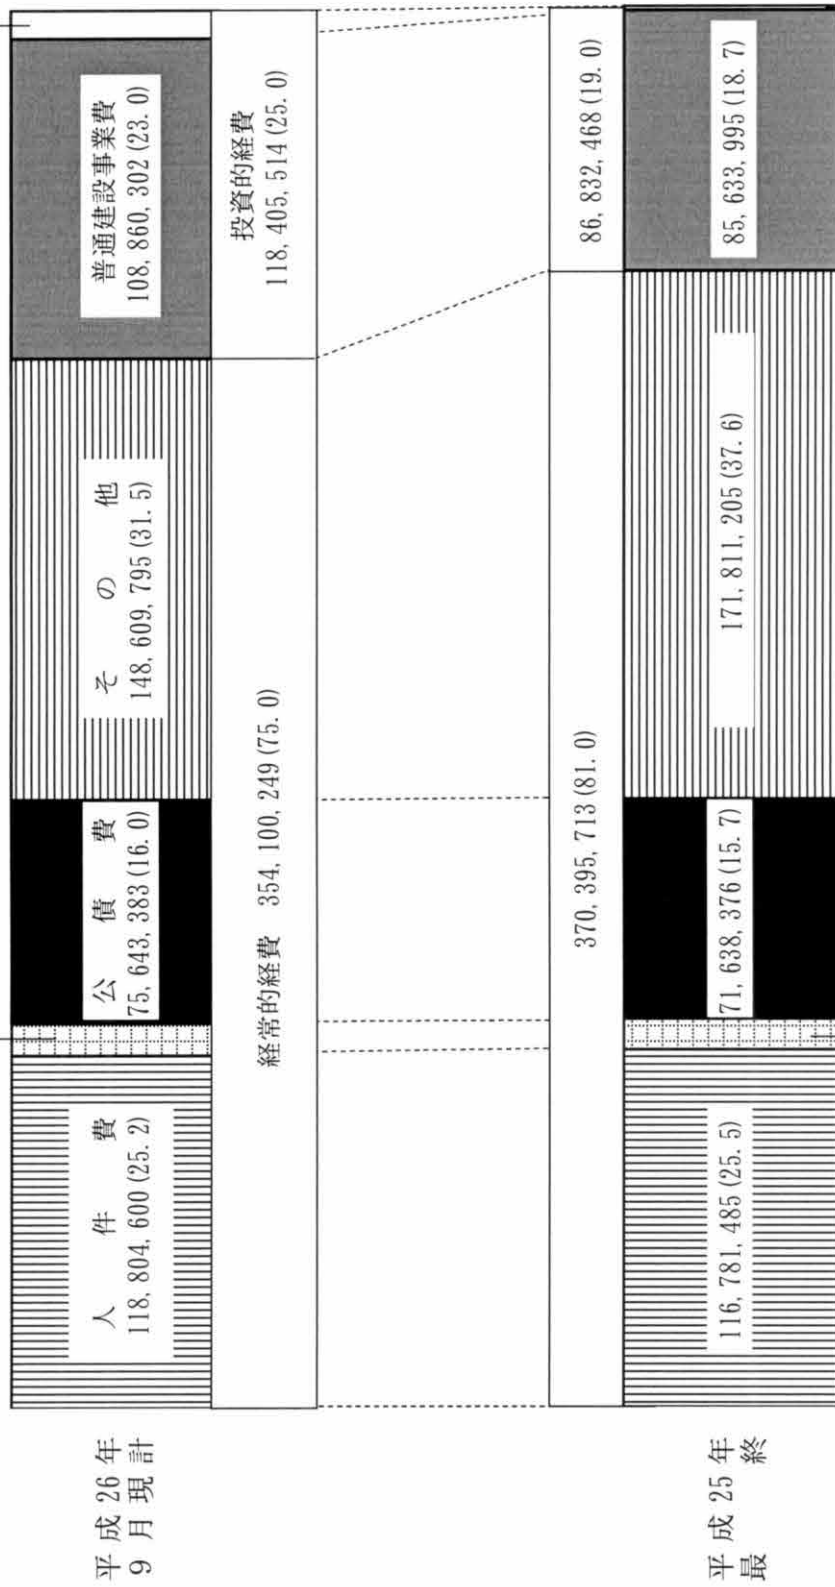 平成26年
9月現計
人件費
118,804,600(25.2)
公債費
75,643,383(16.0)
その他
148,609,795(31.5)
普通建設事業費
108,860,302(23.0)
経常的経費 354,100,249(75.0)
投資的経費
118,405,514(25.0)
370,395,713(81.0)
86,832,468(19.0)
平成25年
最終
116,781,485(25.5)
71,638,376(15.7)
171,811,205(37.6)
85,633,995(18.7)